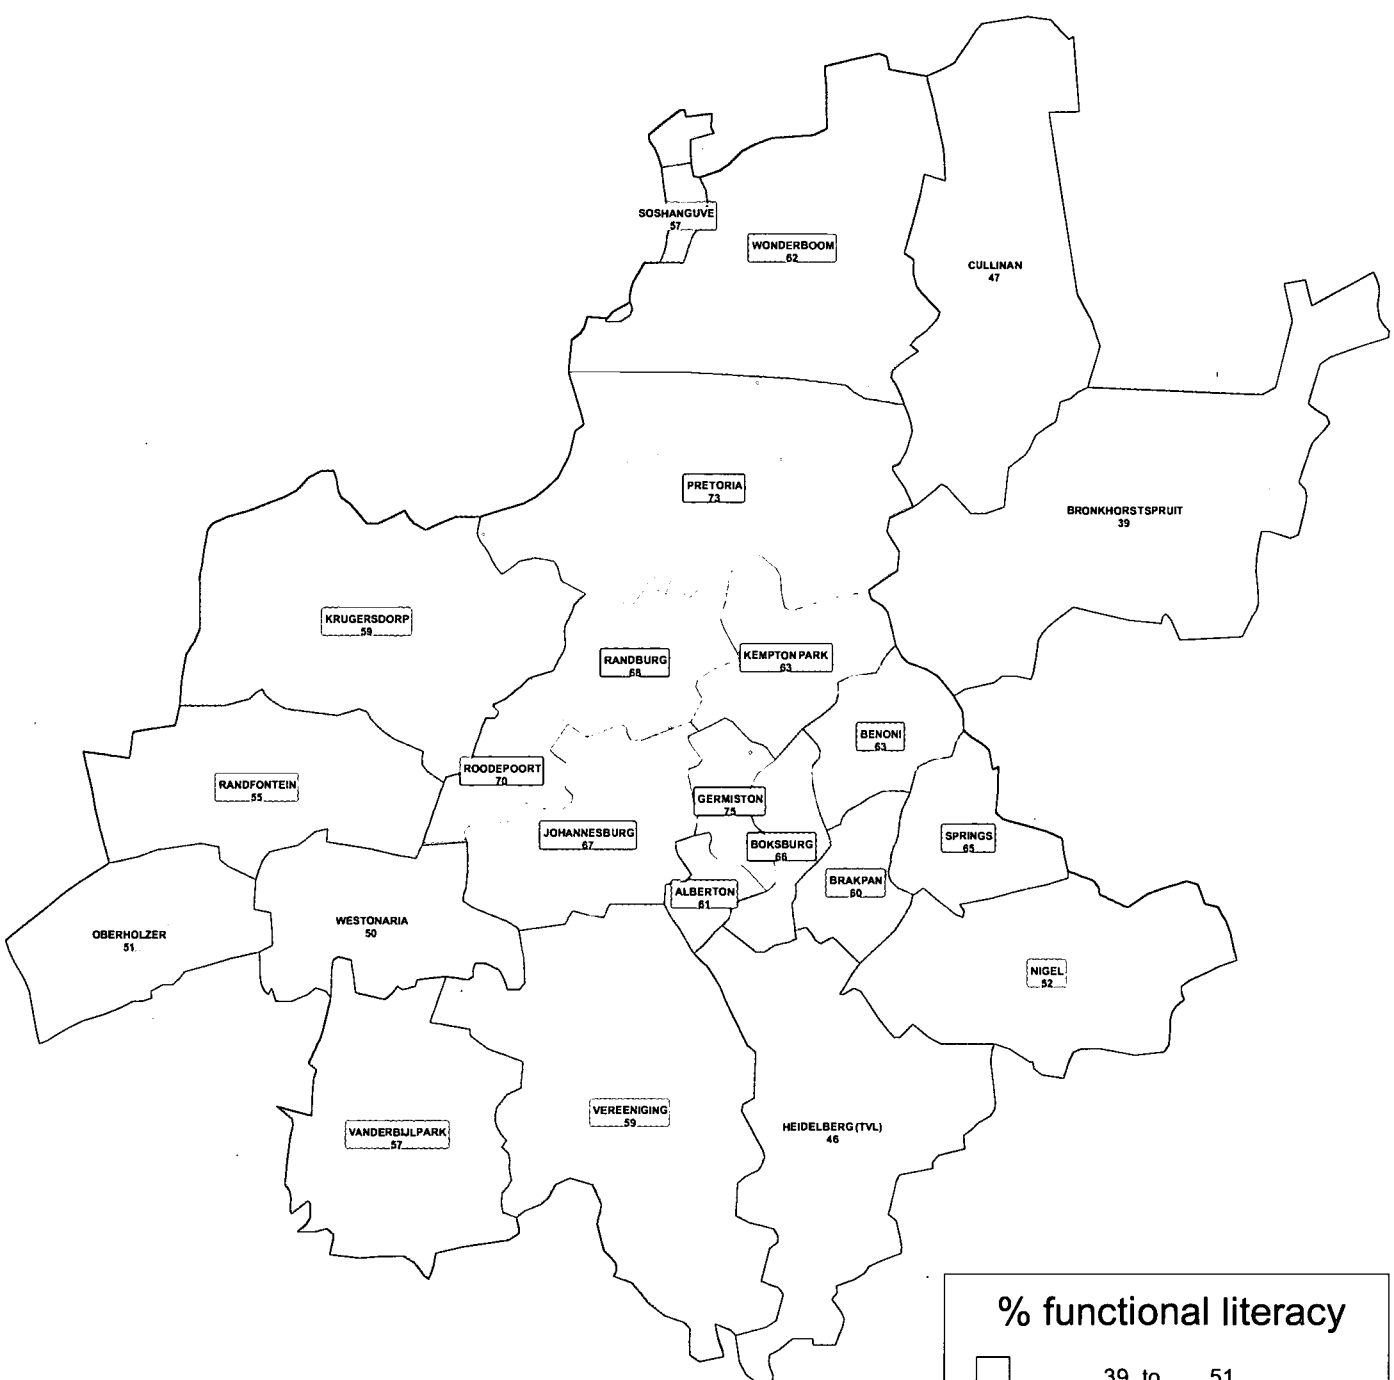 SOSHANGUVE
57
WONDERBOOM
62
CULLINAN
47
PRETORIA
73
BRONKHORSTSPRUIT
39
KRUGERSDORP
59
RANDBURG
68
KEMPTON PARK
63
BENONI
63
ROODEPOORT
70
RANDFONTEIN
55
GERMISTON
75
JOHANNESBURG
67
BOKSBURG
66
SPRINGS
65
BRAKPAN
60
ALBERTON
61
WESTONARIA
50
OBERHOLZER
51
NIGEL
52
VEREENIGING
59
VANDERBIJLPARK
57
HEIDELBERG (TVL)
46
% functional literacy
39 to 51